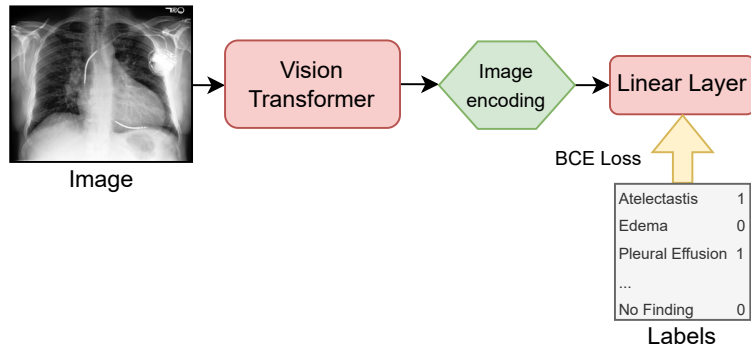 Image
Vision
Transformer
Image
encoding
Linear Layer
BCE Loss
Atelectastis 1
Edema 0
Pleural Effusion 1
...
No Finding 0
Labels